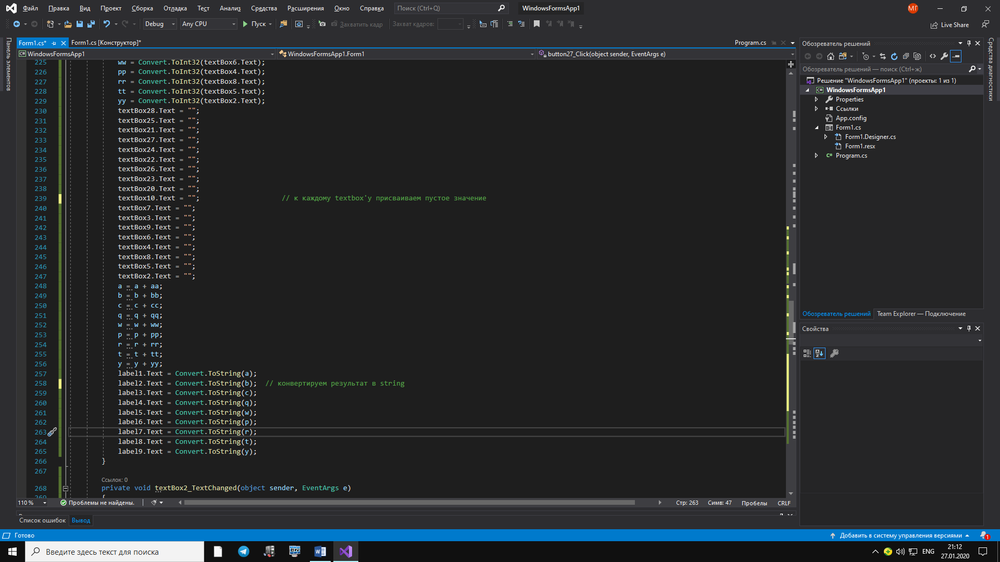 Файл Правка Вид Проект Сборка Отладка Тест Анализ Средства Расширения Окно Справка Поиск (Ctrl+Q) WindowsFormsApp1 МГ
Debug Any CPU Пуск Захватить кадр Захват кадров: Live Share
Панель элементов
Form1.cs* Form1.cs [Конструктор]* Program.cs
WindowsFormsApp1 WindowsFormsApp1.Form1 button27_Click(object sender, EventArgs e)
225 ww = Convert.ToInt32(textBox6.Text);
226 pp = Convert.ToInt32(textBox4.Text);
227 rr = Convert.ToInt32(textBox8.Text);
228 tt = Convert.ToInt32(textBox5.Text);
229 yy = Convert.ToInt32(textBox2.Text);
230 textBox28.Text = "";
231 textBox25.Text = "";
232 textBox21.Text = "";
233 textBox27.Text = "";
234 textBox24.Text = "";
235 textBox22.Text = "";
236 textBox26.Text = "";
237 textBox23.Text = "";
238 textBox20.Text = "";
239 textBox10.Text = ""; // к каждому textbox'у присваиваем пустое значение
240 textBox7.Text = "";
241 textBox3.Text = "";
242 textBox9.Text = "";
243 textBox6.Text = "";
244 textBox4.Text = "";
245 textBox8.Text = "";
246 textBox5.Text = "";
247 textBox2.Text = "";
248 a = a + aa;
249 b = b + bb;
250 c = c + cc;
251 q = q + qq;
252 w = w + ww;
253 p = p + pp;
254 r = r + rr;
255 t = t + tt;
256 y = y + yy;
257 label1.Text = Convert.ToString(a);
258 label2.Text = Convert.ToString(b); // конвертируем результат в string
259 label3.Text = Convert.ToString(c);
260 label4.Text = Convert.ToString(q);
261 label5.Text = Convert.ToString(w);
262 label6.Text = Convert.ToString(p);
263 label7.Text = Convert.ToString(r);
264 label8.Text = Convert.ToString(t);
265 label9.Text = Convert.ToString(y);
266 }
267
Ссылок: 0
268 private void textBox2_TextChanged(object sender, EventArgs e)
269 {
110 % Проблемы не найдены. Стр: 263 Симв: 47 Пробелы CRLF
Список ошибок Вывод
Обозреватель решений
Обозреватель решений — поиск (Ctrl+ж)
Решение "WindowsFormsApp1" (проекты: 1 из 1)
WindowsFormsApp1
Properties
Ссылки
App.config
Form1.cs
Form1.Designer.cs
Form1.resx
Program.cs
Обозреватель решений Team Explorer — Подключение
Свойства
Средства диагностики
Готово Добавить в систему управления версиями 1
Введите здесь текст для поиска ENG 21:12
27.01.2020